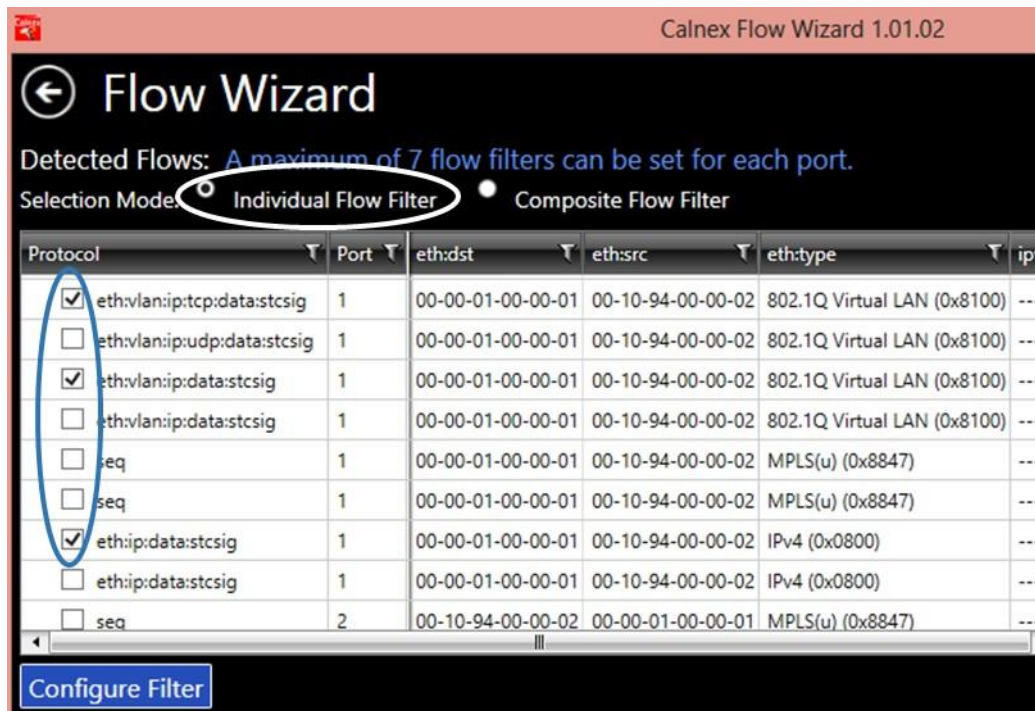 Calnex
Calnex Flow Wizard 1.01.02
Flow Wizard
Detected Flows: A maximum of 7 flow filters can be set for each port.
Selection Mode: Individual Flow Filter Composite Flow Filter
Protocol Port eth:dst eth:src eth:type ip
eth:vlan:ip:tcp:data:stcsig 1 00-00-01-00-00-01 00-10-94-00-00-02 802.1Q Virtual LAN (0x8100) --
eth:vlan:ip:udp:data:stcsig 1 00-00-01-00-00-01 00-10-94-00-00-02 802.1Q Virtual LAN (0x8100) --
eth:vlan:ip:data:stcsig 1 00-00-01-00-00-01 00-10-94-00-00-02 802.1Q Virtual LAN (0x8100) --
eth:vlan:ip:data:stcsig 1 00-00-01-00-00-01 00-10-94-00-00-02 802.1Q Virtual LAN (0x8100) --
seq 1 00-00-01-00-00-01 00-10-94-00-00-02 MPLS(u) (0x8847) --
seq 1 00-00-01-00-00-01 00-10-94-00-00-02 MPLS(u) (0x8847) --
eth:ip:data:stcsig 1 00-00-01-00-00-01 00-10-94-00-00-02 IPv4 (0x0800) --
eth:ip:data:stcsig 1 00-00-01-00-00-01 00-10-94-00-00-02 IPv4 (0x0800) --
seq 2 00-10-94-00-00-02 00-00-01-00-00-01 MPLS(u) (0x8847) --
Configure Filter